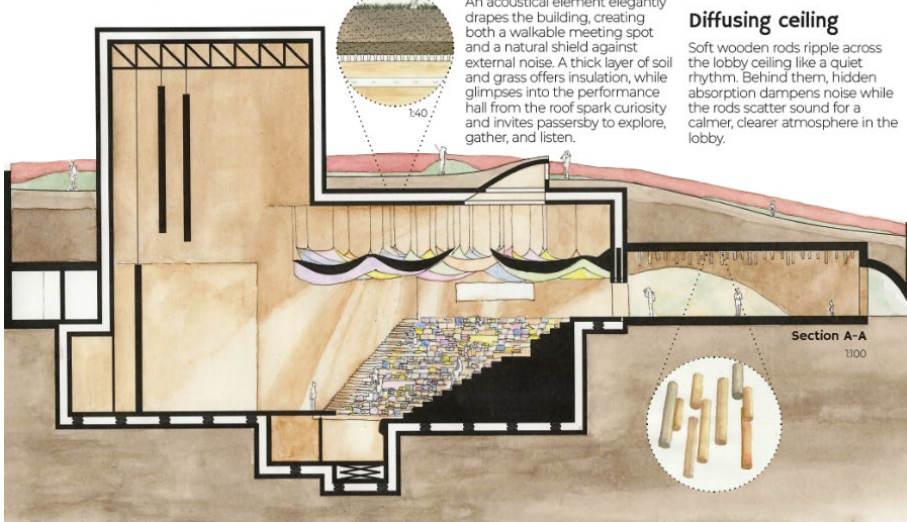 An acoustical element elegantly
drapes the building, creating
both a walkable meeting spot
and a natural shield against
external noise. A thick layer of soil
and grass offers insulation, while
glimpses into the performance
hall from the roof spark curiosity
and invites passersby to explore,
gather, and listen.
1:40
Diffusing ceiling
Soft wooden rods ripple across
the lobby ceiling like a quiet
rhythm. Behind them, hidden
absorption dampens noise while
the rods scatter sound for a
calmer, clearer atmosphere in the
lobby.
Section A-A
1:100